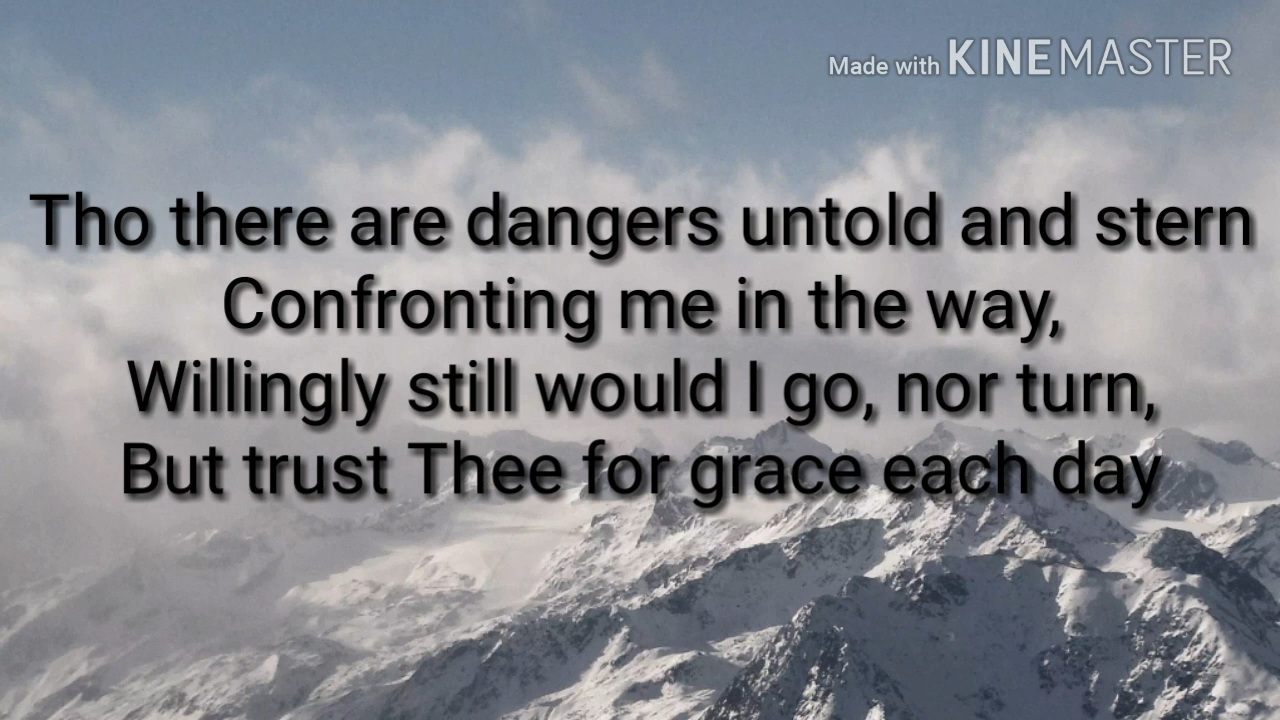 Made with KINEMASTER
Tho there are dangers untold and stern
Confronting me in the way,
Willingly still would I go, nor turn,
But trust Thee for grace each day